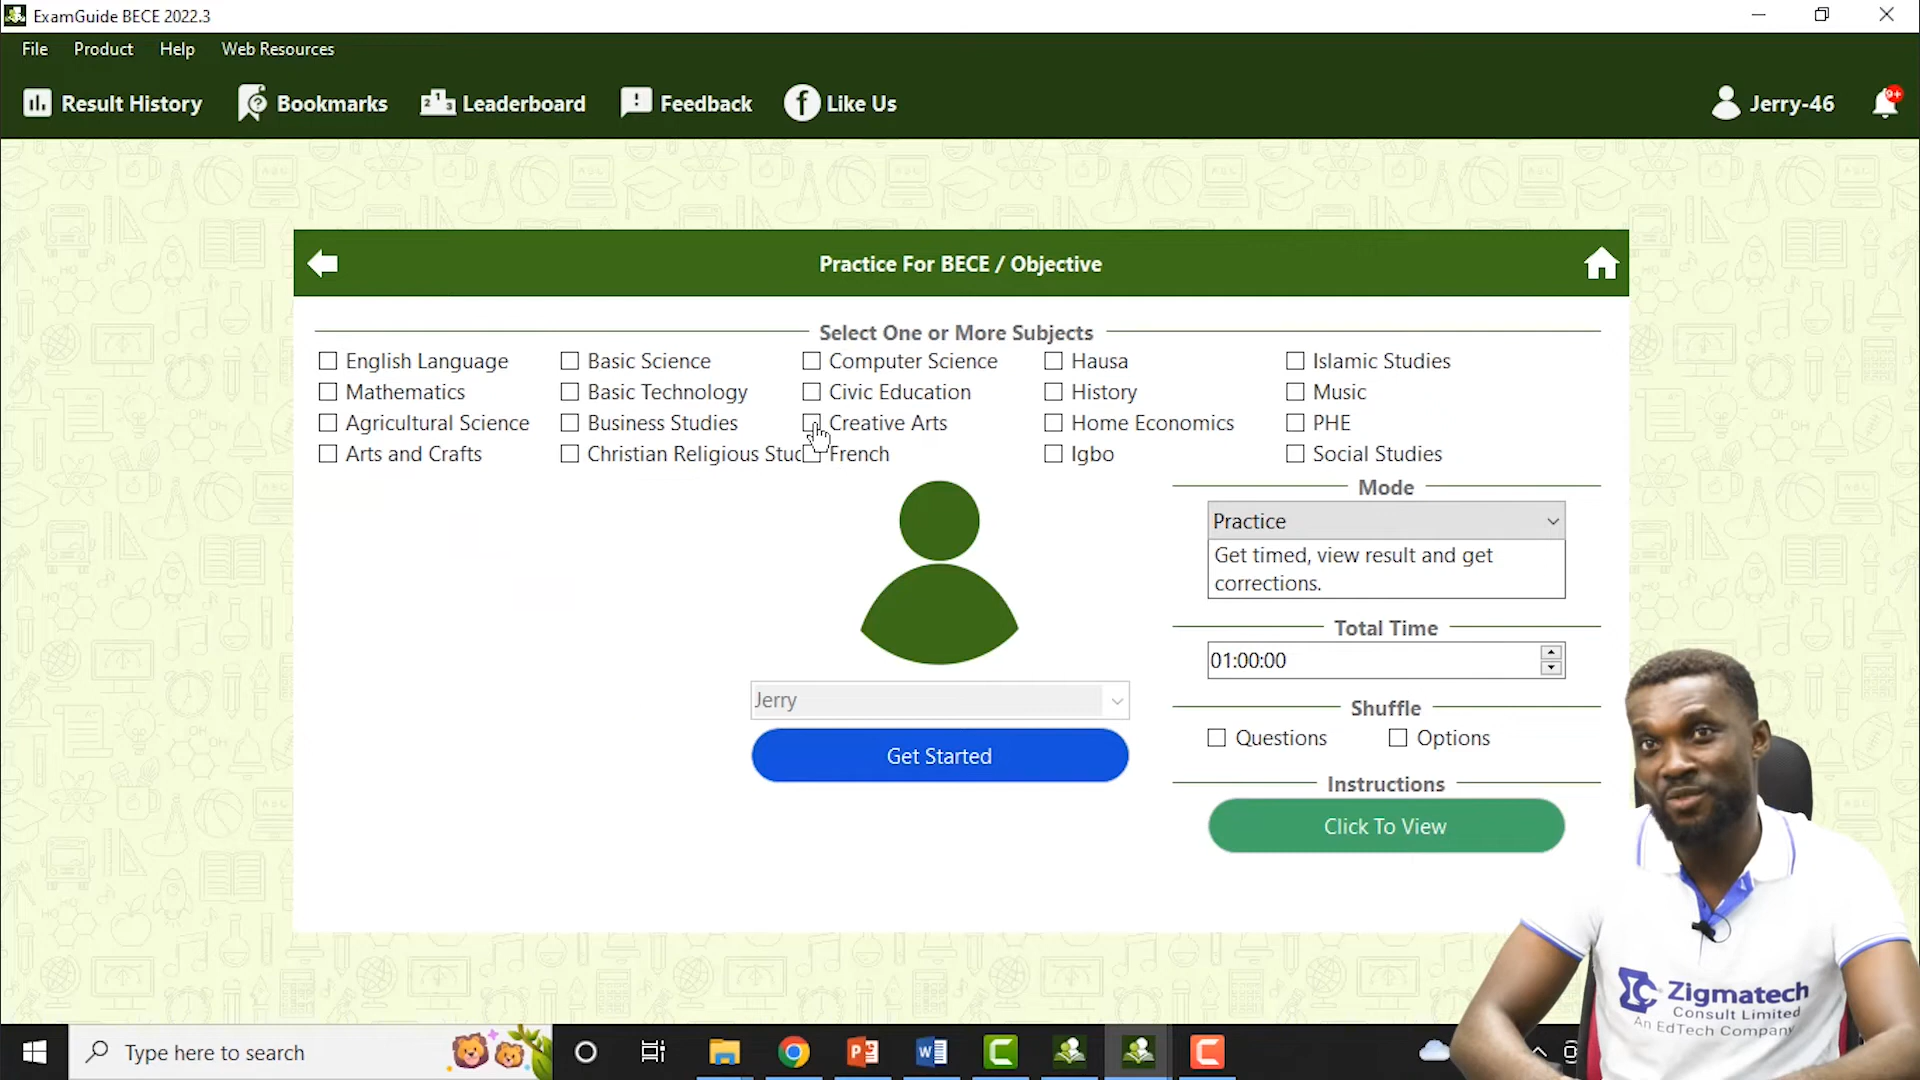 ExamGuide BECE 2022.3
File Product Help Web Resources
Result History Bookmarks Leaderboard Feedback Like Us Jerry-46 9+
Practice For BECE / Objective
Select One or More Subjects
English Language Basic Science Computer Science Hausa Islamic Studies
Mathematics Basic Technology Civic Education History Music
Agricultural Science Business Studies Creative Arts Home Economics PHE
Arts and Crafts Christian Religious Stud French Igbo Social Studies
Mode
Practice
Get timed, view result and get
corrections.
Total Time
01:00:00
Shuffle
Questions Options
Instructions
Click To View
Jerry
Get Started
Zigmatech
Consult Limited
An EdTech Company
Type here to search